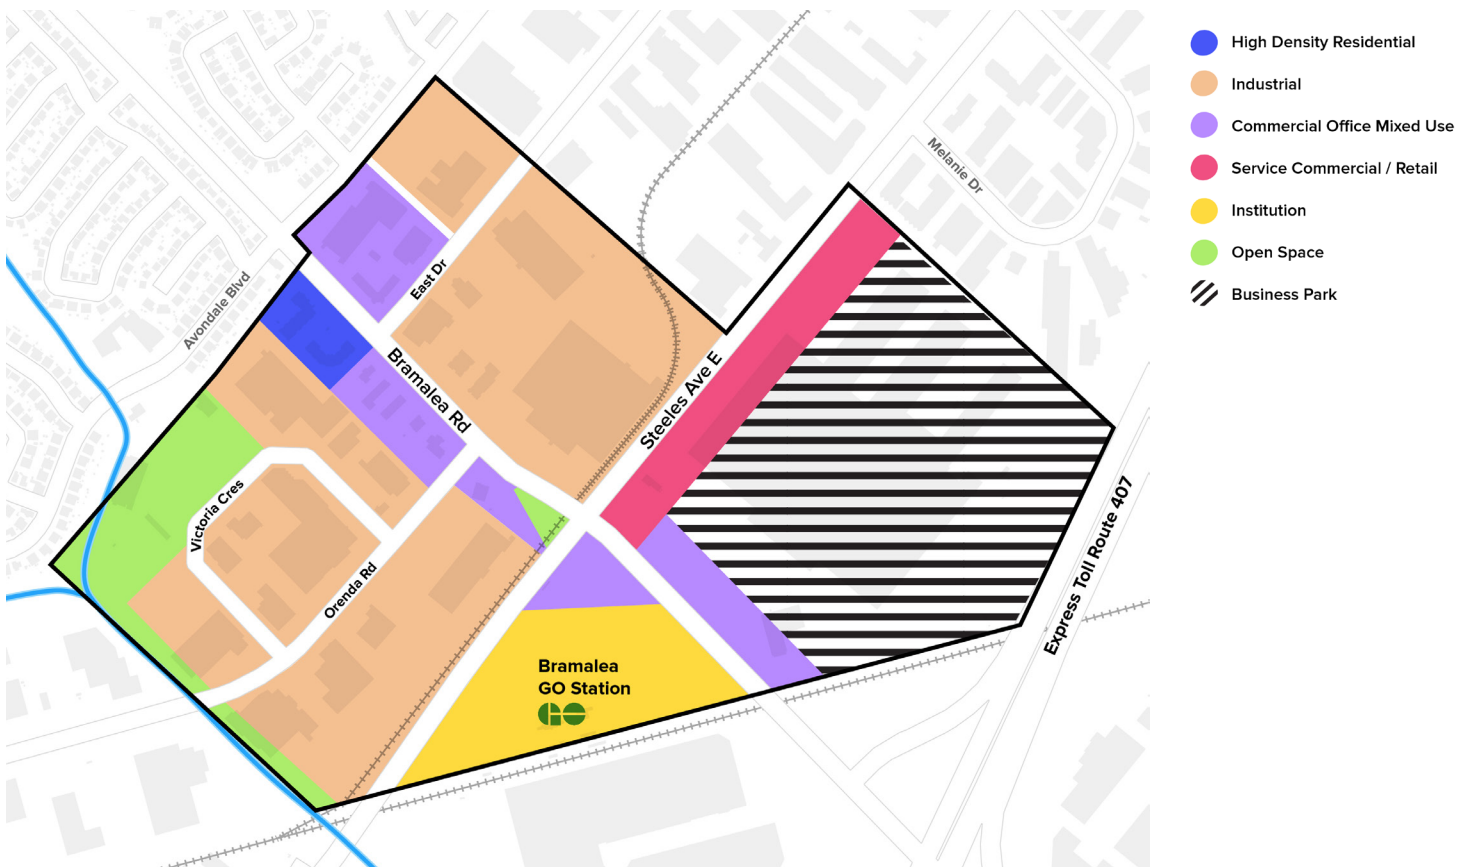 High Density Residential
Industrial
Commercial Office Mixed Use
Service Commercial / Retail
Institution
Open Space
Business Park
Melanie Dr
Avondale Blvd
East Dr
Bramalea Rd
Steeles Ave E
Victoria Cres
Orenda Rd
Express Toll Route 407
Bramalea
GO Station
GO